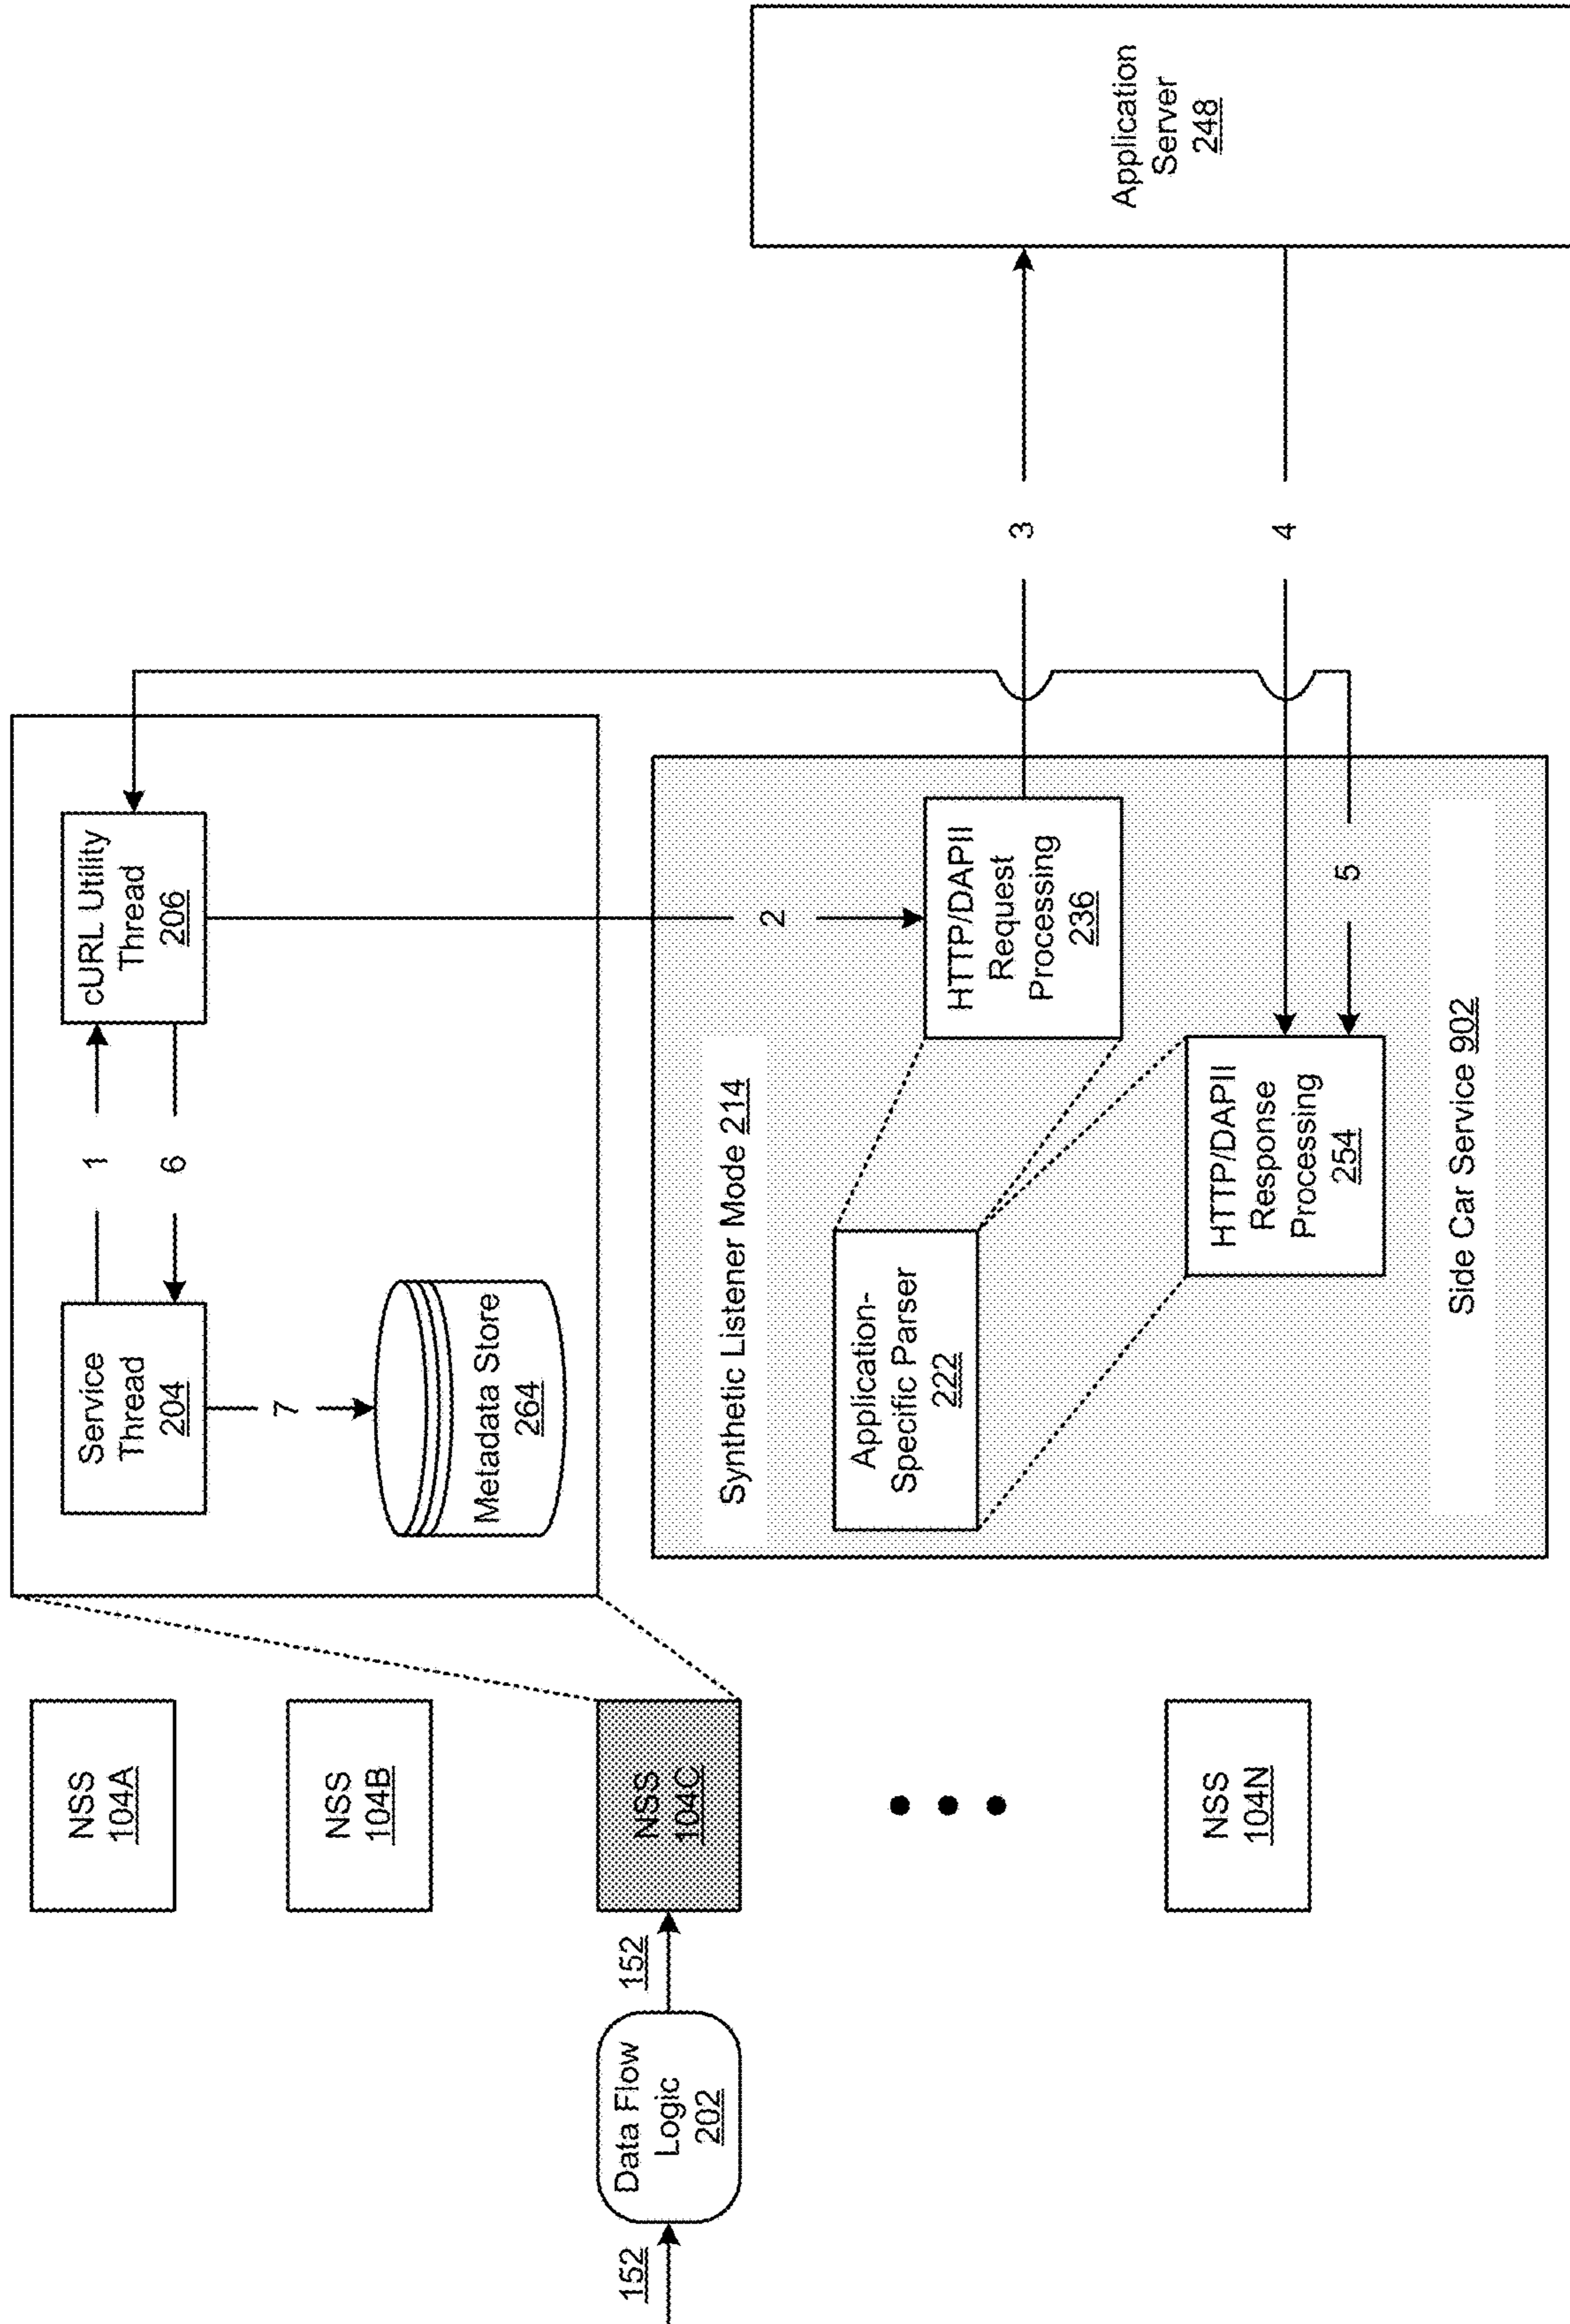 152
Data Flow
Logic
202
152
NSS
104A
NSS
104B
NSS
104C
NSS
104N
Service
Thread
204
1
6
cURL Utility
Thread
206
7
Metadata Store
264
2
Synthetic Listener Mode 214
Application-
Specific Parser
222
HTTP/DAPII
Request
Processing
236
HTTP/DAPII
Response
Processing
254
Side Car Service 902
5
3
4
Application
Server
248